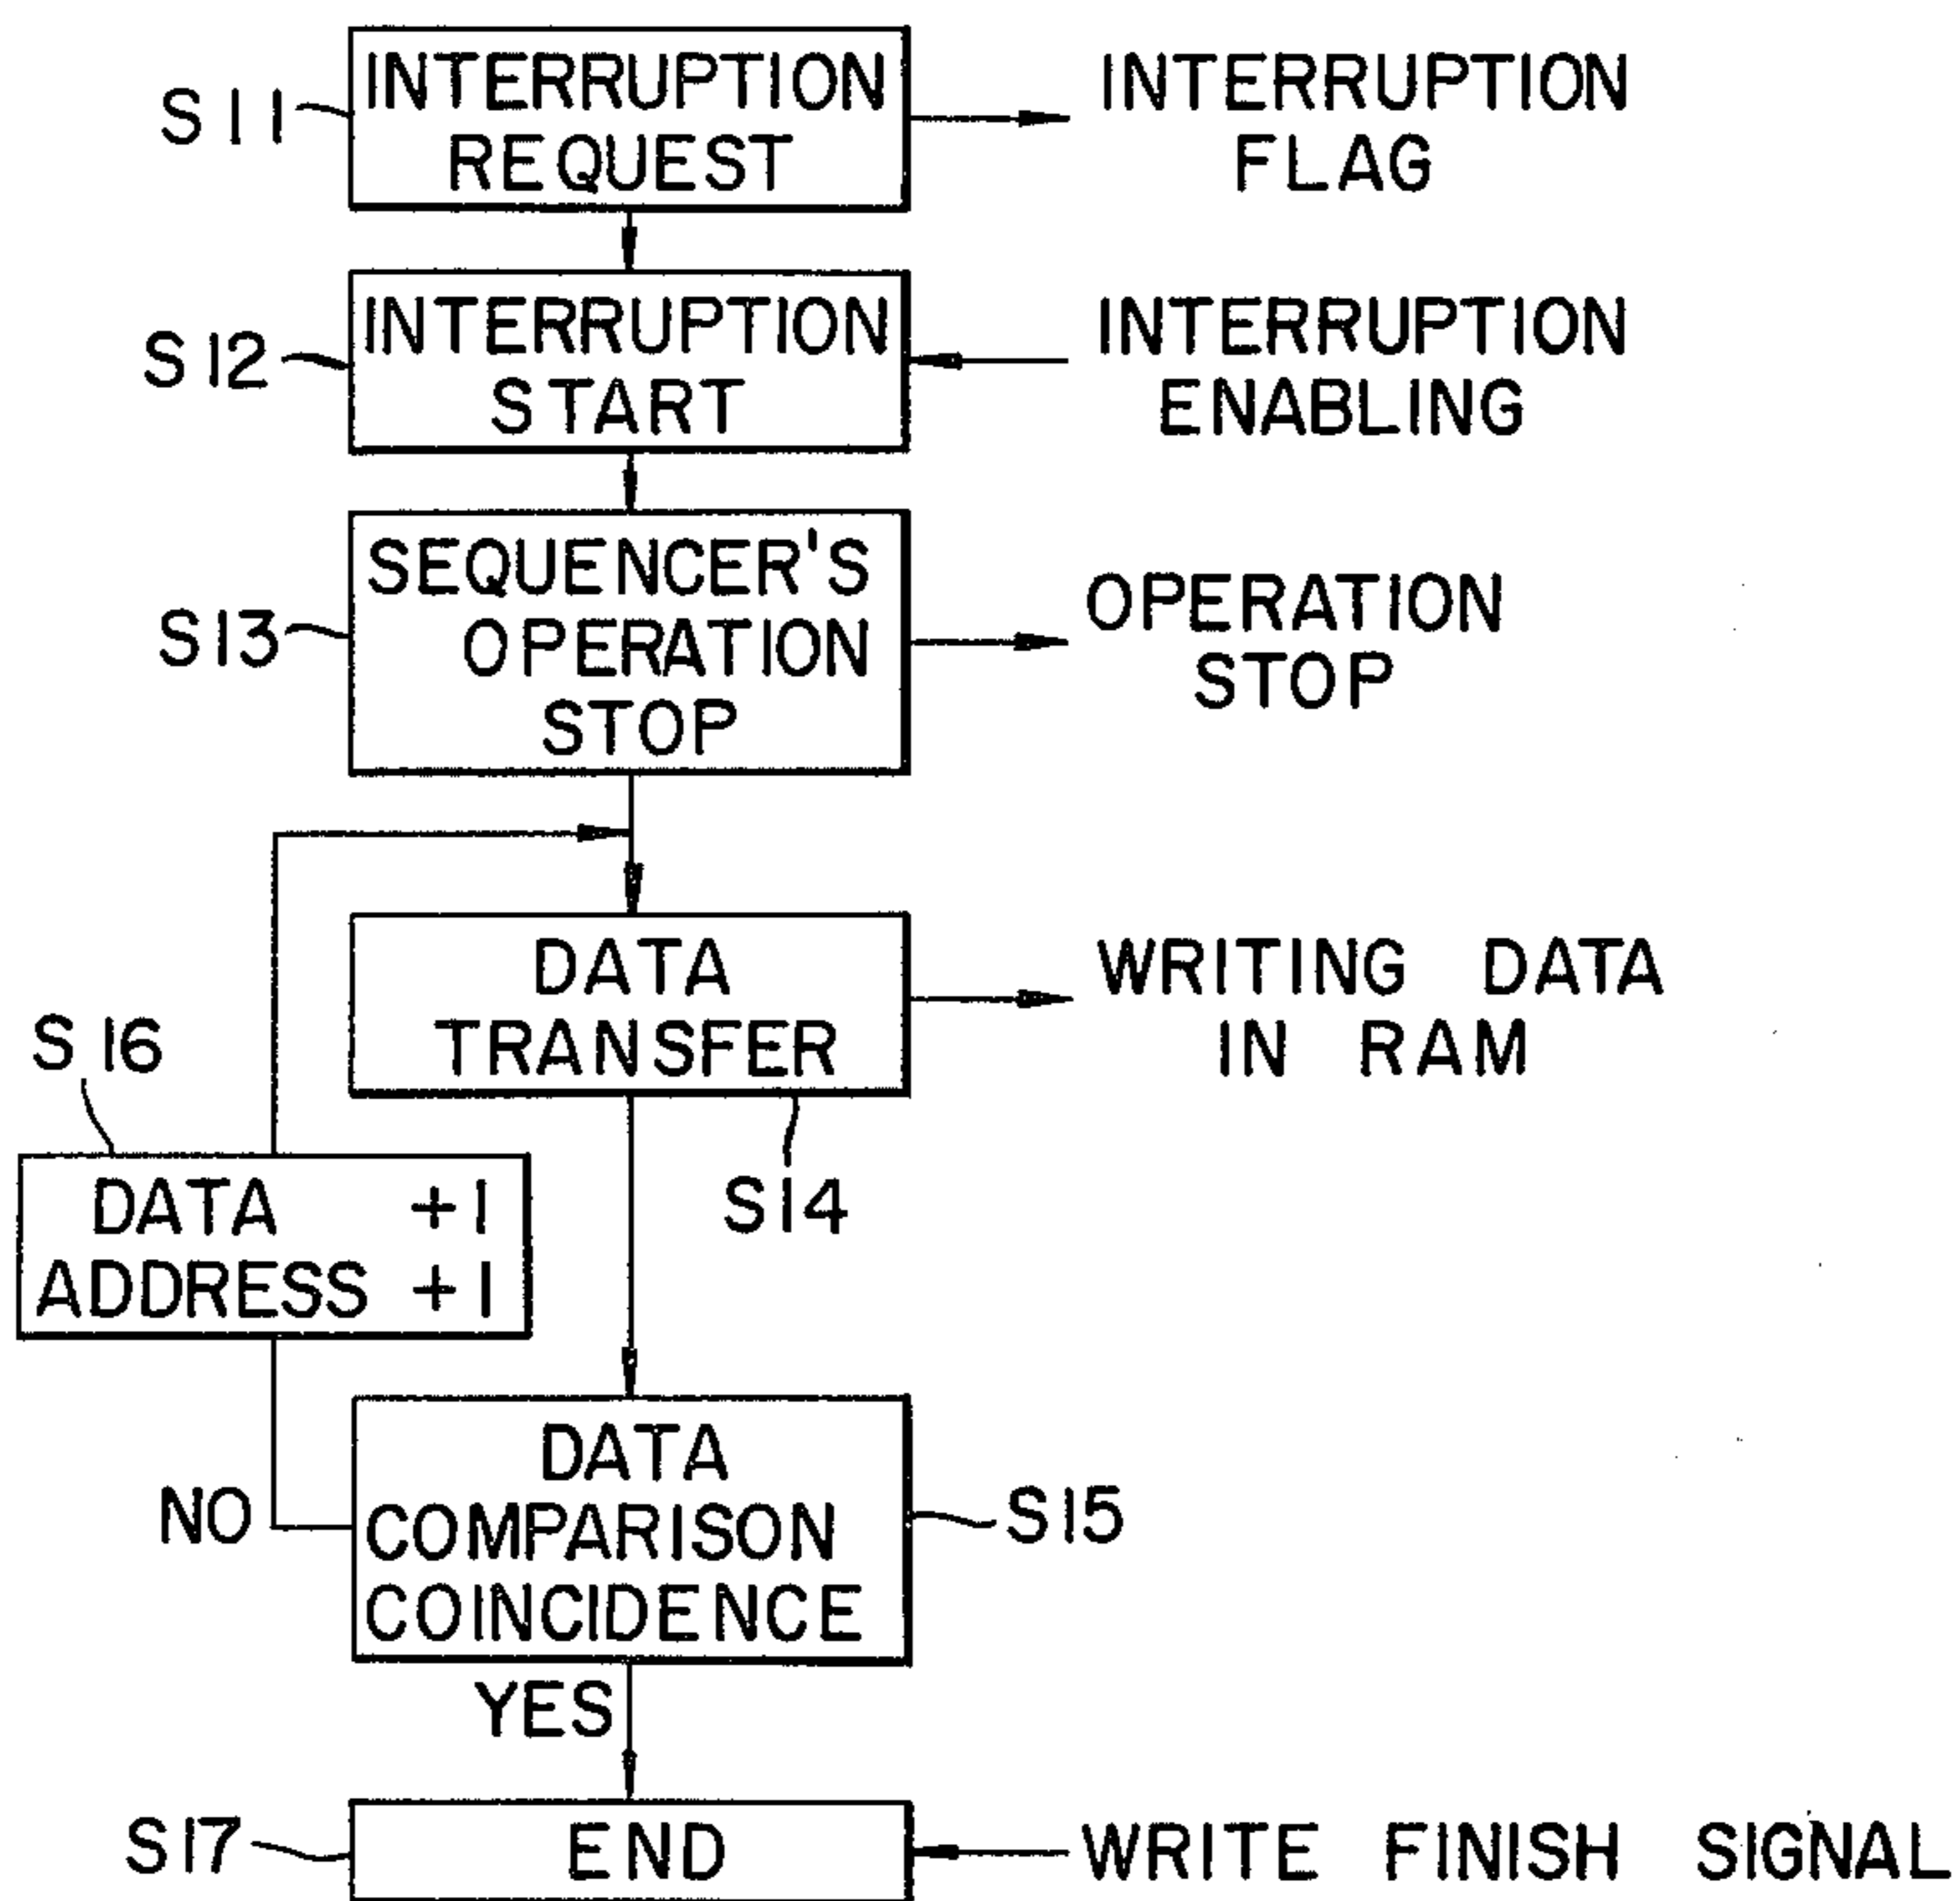 S11
INTERRUPTION
REQUEST
INTERRUPTION
FLAG
S12
INTERRUPTION
START
INTERRUPTION
ENABLING
S13
SEQUENCER'S
OPERATION
STOP
OPERATION
STOP
DATA
TRANSFER
WRITING DATA
IN RAM
S16
S14
DATA +1
ADDRESS +1
NO
DATA
COMPARISON
COINCIDENCE
S15
YES
S17
END
WRITE FINISH SIGNAL